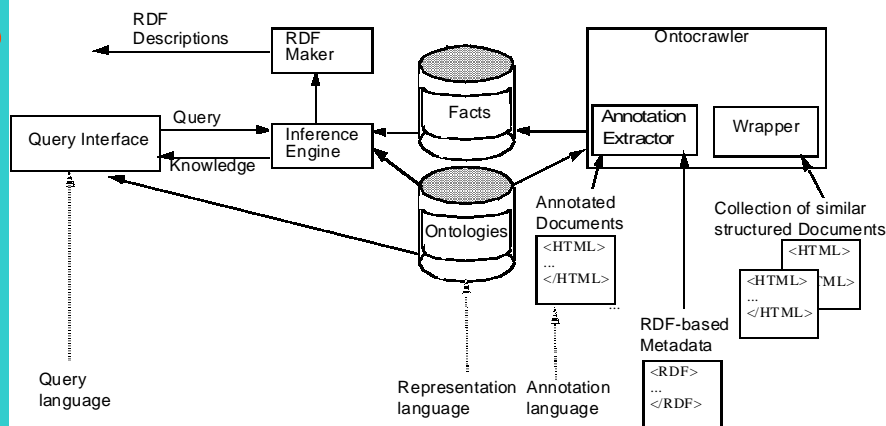 RDF
Descriptions
RDF
Maker
Ontocrawler
Facts
Annotation
Extractor
Wrapper
Query Interface
Query
Inference
Engine
Knowledge
Ontologies
Annotated
Documents
<HTML>
...
</HTML>
...
Collection of similar
structured Documents
<HTML>
TML>
<HTML>
...
</HTML>
RDF-based
Metadata
<RDF>
...
</RDF>
Query
language
Representation
language
Annotation
language